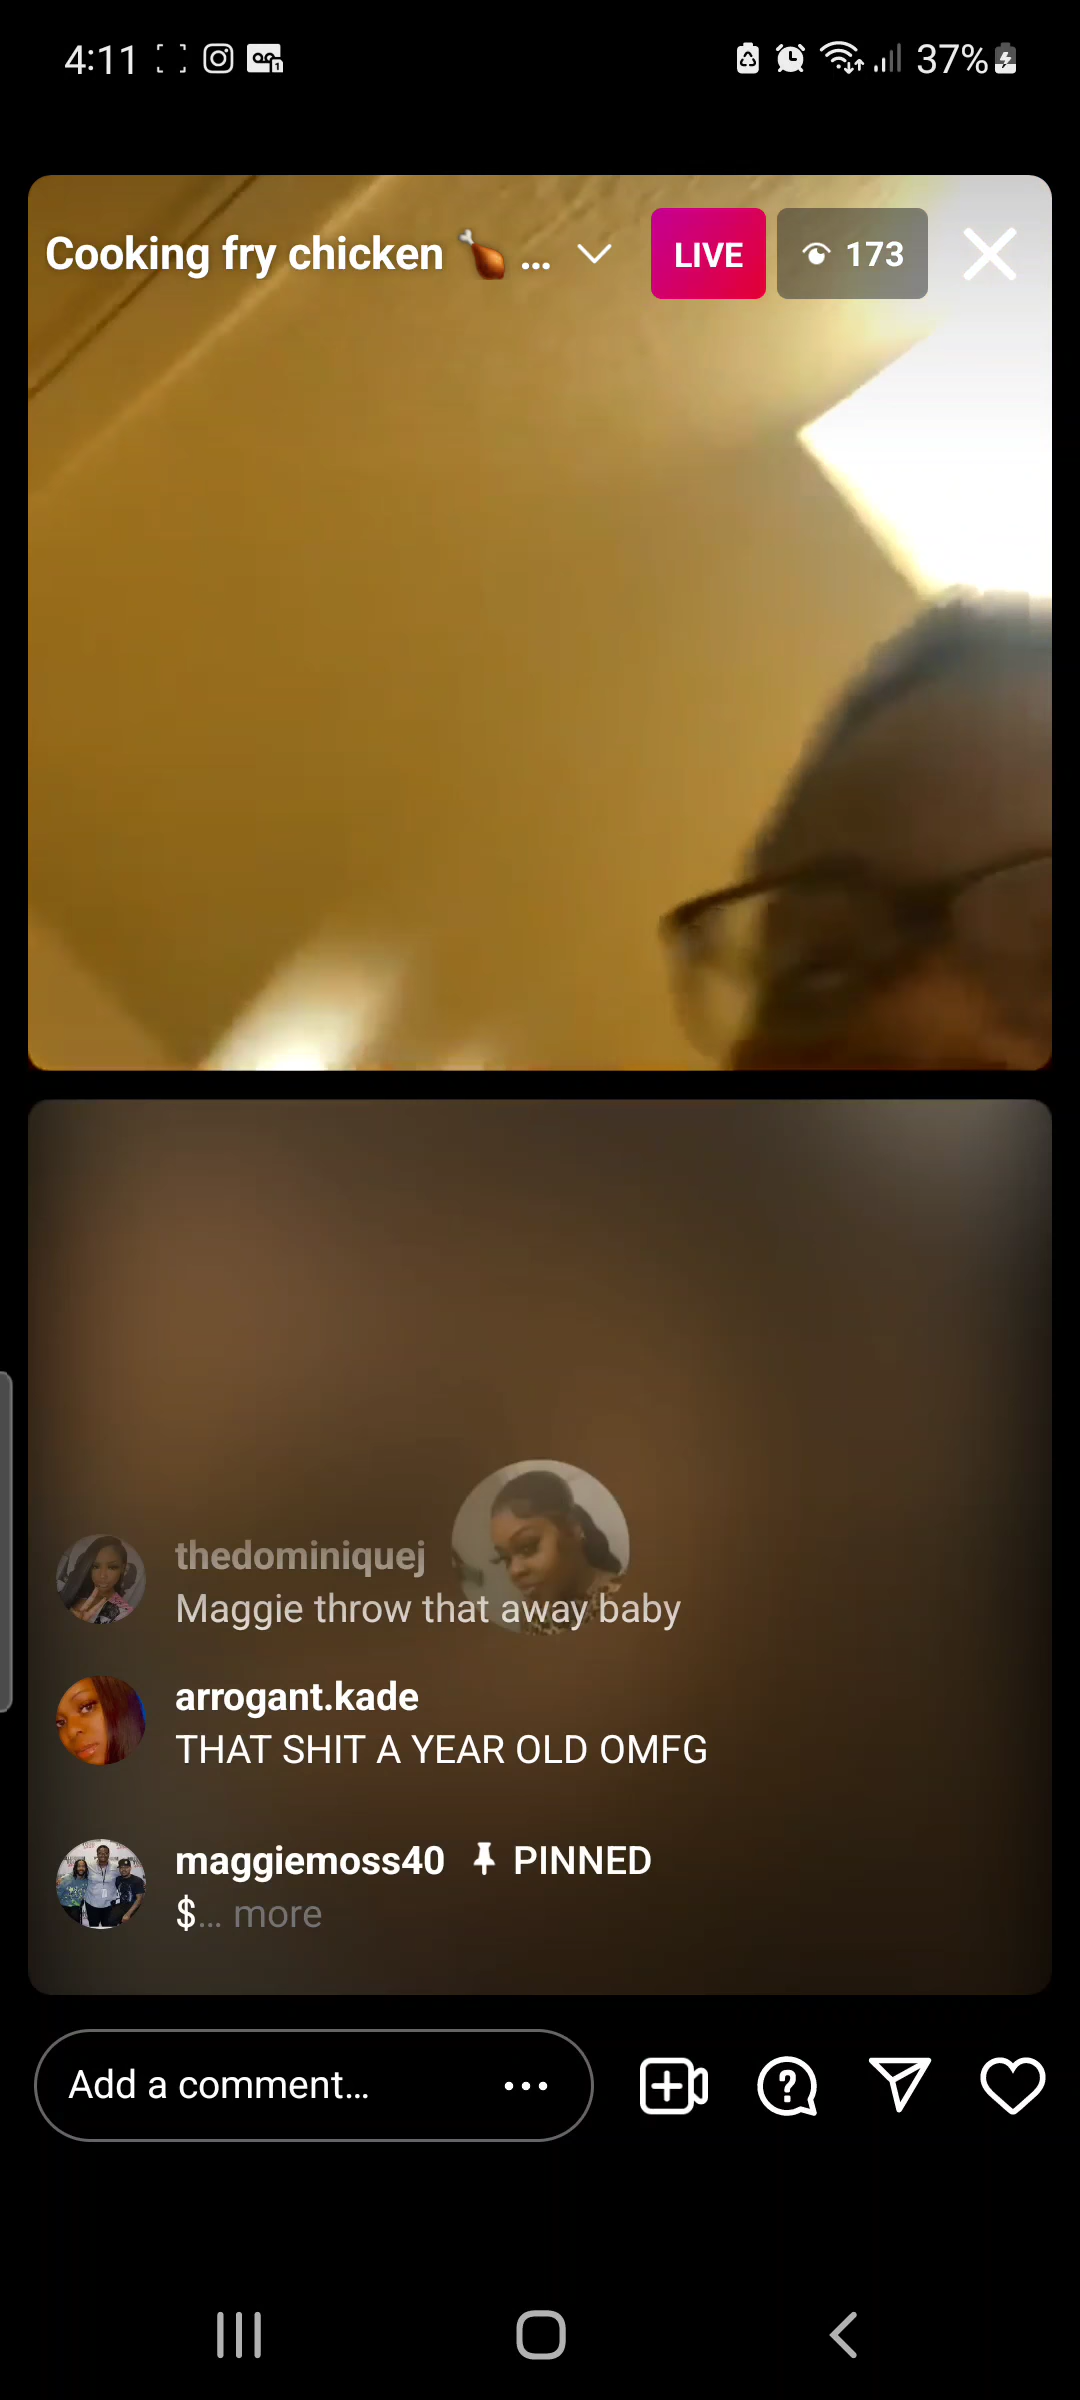 4:11
37%
Cooking fry chicken 🍗 ...
LIVE
173
thedominiquej
Maggie throw that away baby
arrogant.kade
THAT SHIT A YEAR OLD OMFG
maggiemoss40 PINNED
$... more
Add a comment...